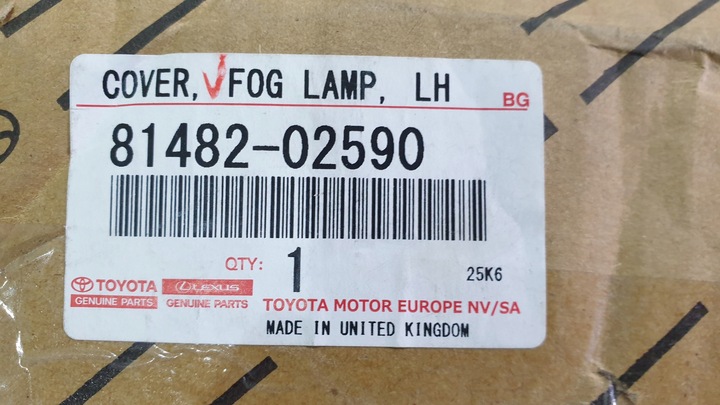 COVER, FOG LAMP, LH
BG
81482-02590
QTY: 1
25K6
TOYOTA LEXUS
GENUINE PARTS GENUINE PARTS
TOYOTA MOTOR EUROPE NV/SA
MADE IN UNITED KINGDOM